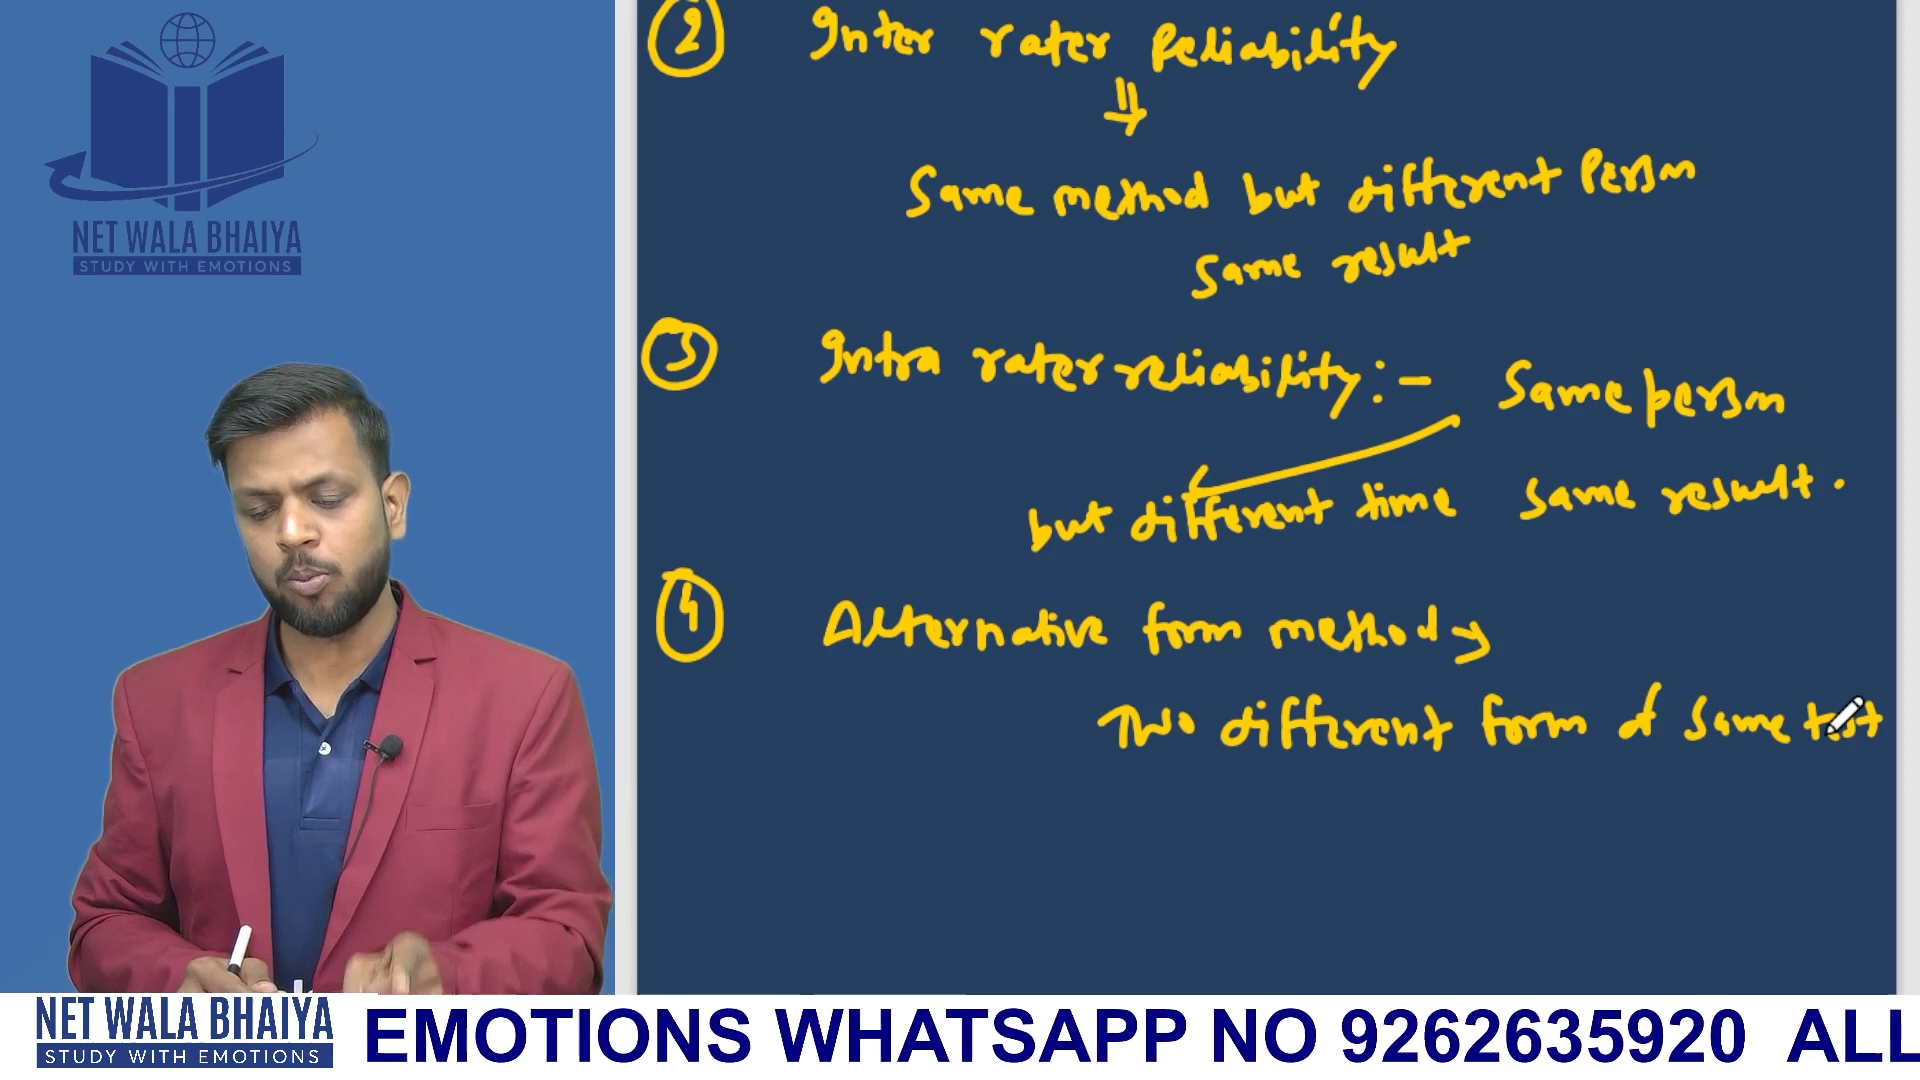 NET WALA BHAIYA
STUDY WITH EMOTIONS
2 Inter rater Reliability
Same method but different Person
Same result
3 Intra rater reliability :- Same person
but different time Same result.
4 Alternative form method
Two different form of same test
NET WALA BHAIYA
STUDY WITH EMOTIONS
EMOTIONS WHATSAPP NO 9262635920 ALL